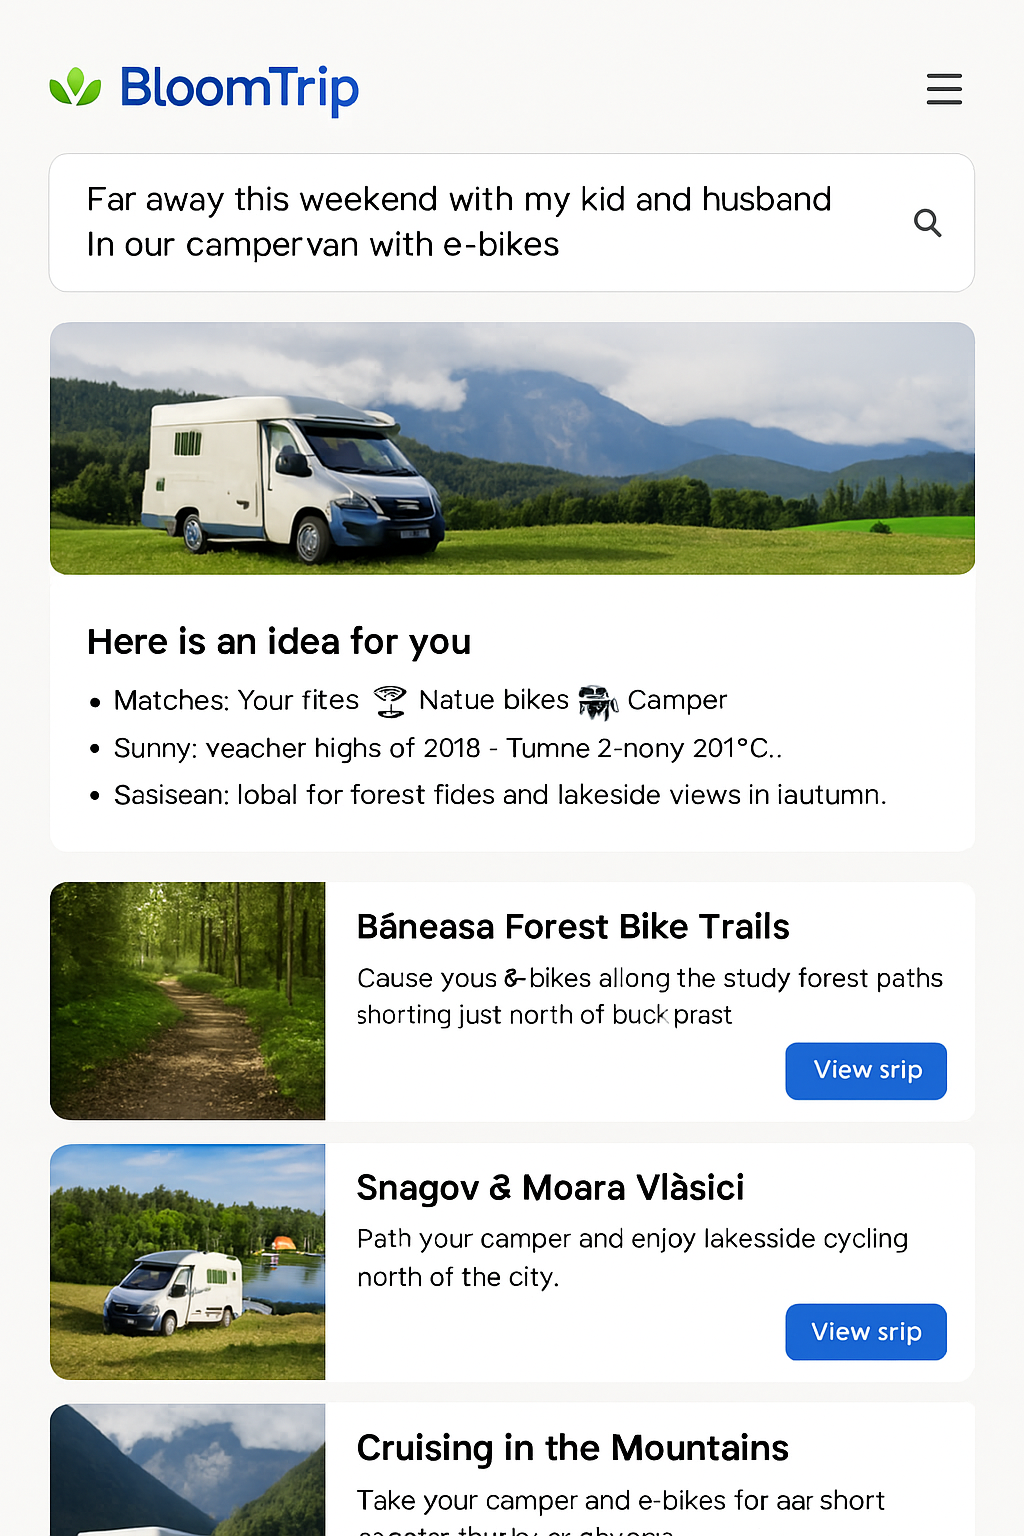 BloomTrip
Far away this weekend with my kid and husband
In our campervan with e-bikes
Here is an idea for you
• Matches: Your fites Natue bikes Camper
• Sunny: veacher highs of 2018 - Tumne 2-nony 201°C..
• Sasisean: lobal for forest fides and lakeside views in iautumn.
Báneasa Forest Bike Trails
Cause yous &-bikes allong the study forest paths
shorting just north of buck prast
View srip
Snagov & Moara Vlàsici
Path your camper and enjoy lakesside cycling
north of the city.
View srip
Cruising in the Mountains
Take your camper and e-bikes for aar short